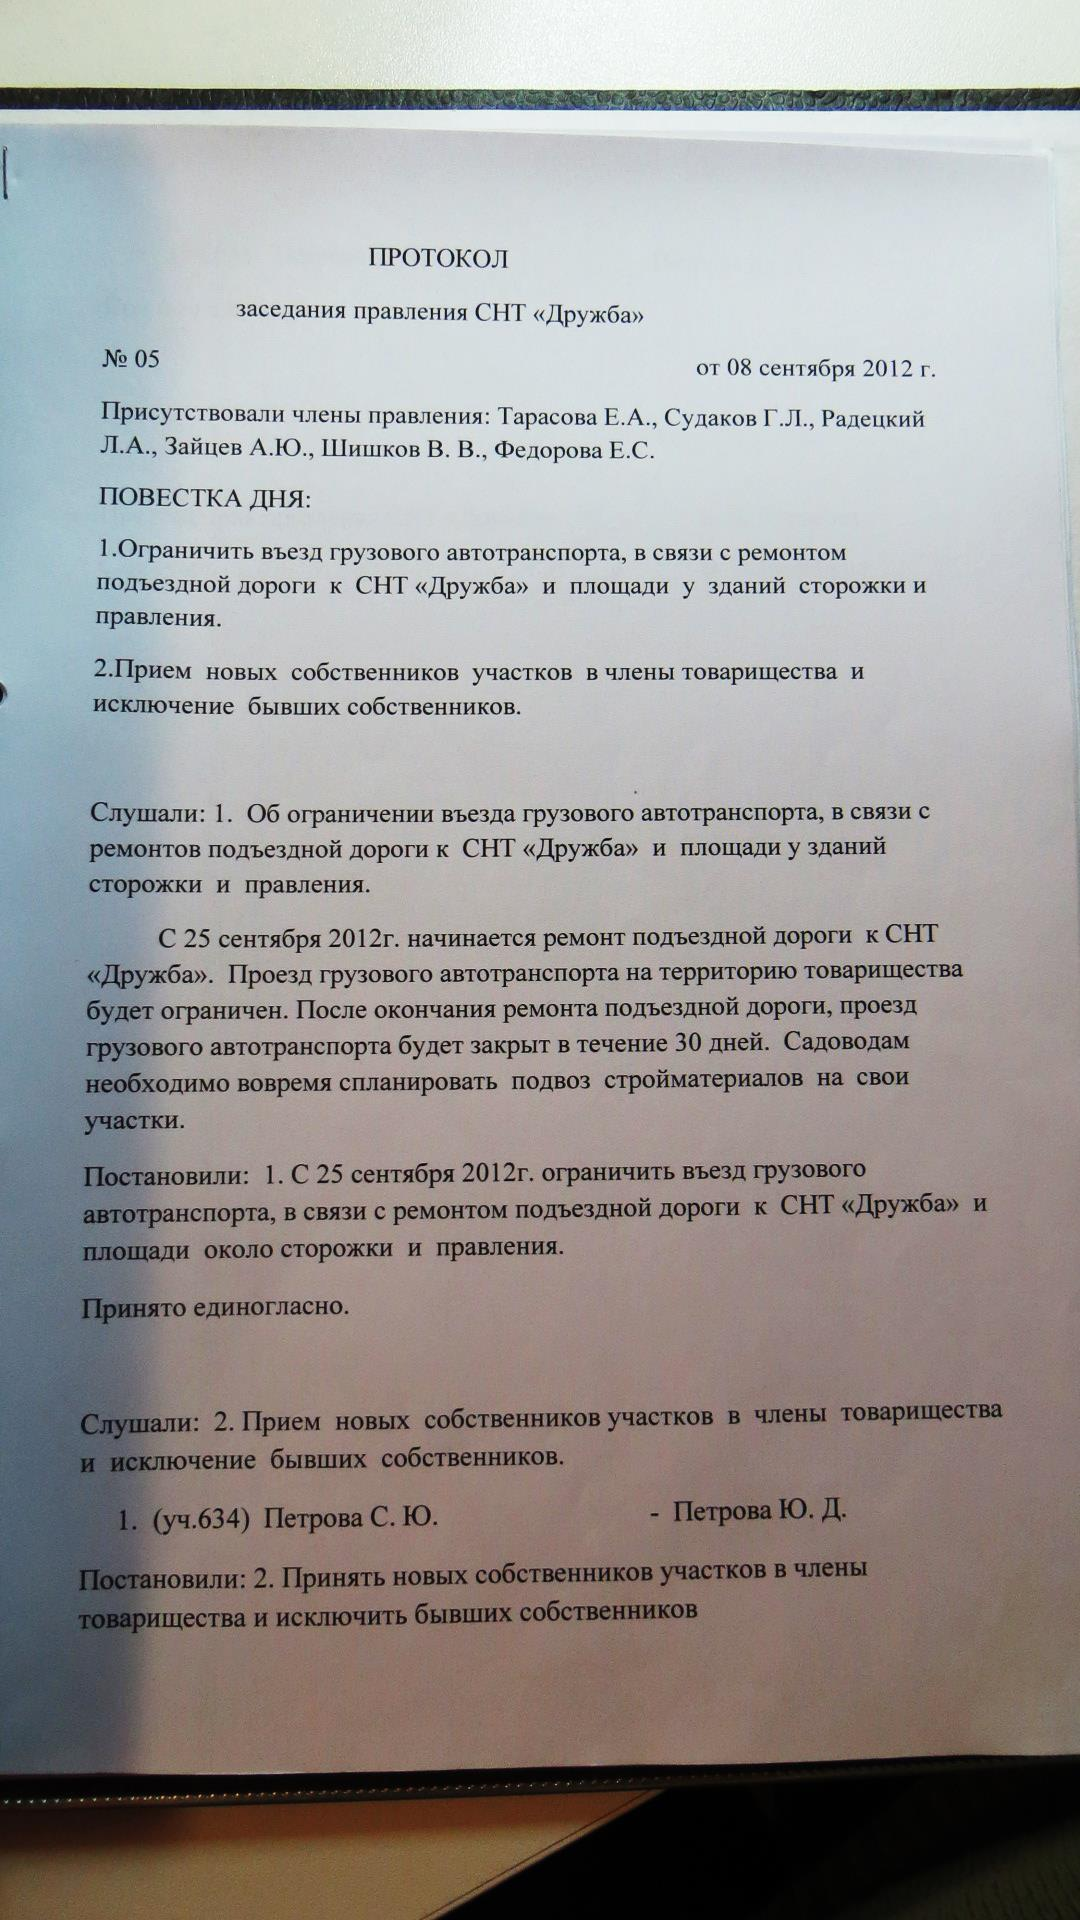 ПРОТОКОЛ
заседания правления СНТ «Дружба»
№ 05 от 08 сентября 2012 г.
Присутствовали члены правления: Тарасова Е.А., Судаков Г.Л., Радецкий
Л.А., Зайцев А.Ю., Шишков В. В., Федорова Е.С.
ПОВЕСТКА ДНЯ:
1.Ограничить въезд грузового автотранспорта, в связи с ремонтом
подъездной дороги к СНТ «Дружба» и площади у зданий сторожки и
правления.
2.Прием новых собственников участков в члены товарищества и
исключение бывших собственников.
Слушали: 1. Об ограничении въезда грузового автотранспорта, в связи с
ремонтов подъездной дороги к СНТ «Дружба» и площади у зданий
сторожки и правления.
С 25 сентября 2012г. начинается ремонт подъездной дороги к СНТ
«Дружба». Проезд грузового автотранспорта на территорию товарищества
будет ограничен. После окончания ремонта подъездной дороги, проезд
грузового автотранспорта будет закрыт в течение 30 дней. Садоводам
необходимо вовремя спланировать подвоз стройматериалов на свои
участки.
Постановили: 1. С 25 сентября 2012г. ограничить въезд грузового
автотранспорта, в связи с ремонтом подъездной дороги к СНТ «Дружба» и
площади около сторожки и правления.
Принято единогласно.
Слушали: 2. Прием новых собственников участков в члены товарищества
и исключение бывших собственников.
1. (уч.634) Петрова С. Ю. - Петрова Ю. Д.
Постановили: 2. Принять новых собственников участков в члены
товарищества и исключить бывших собственников